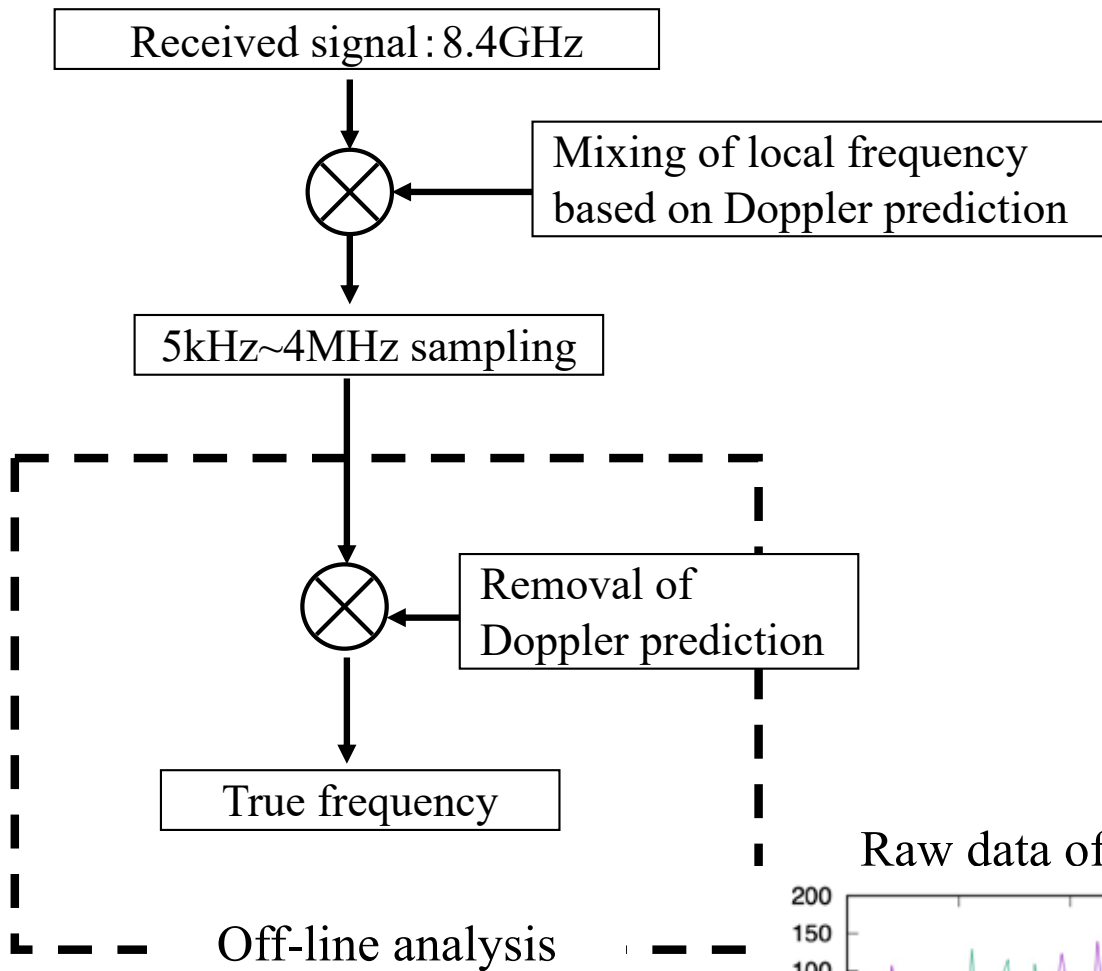 Received signal:8.4GHz
Mixing of local frequency
based on Doppler prediction
5kHz~4MHz sampling
Removal of
Doppler prediction
True frequency
Off-line analysis
Raw data of
200
150
100